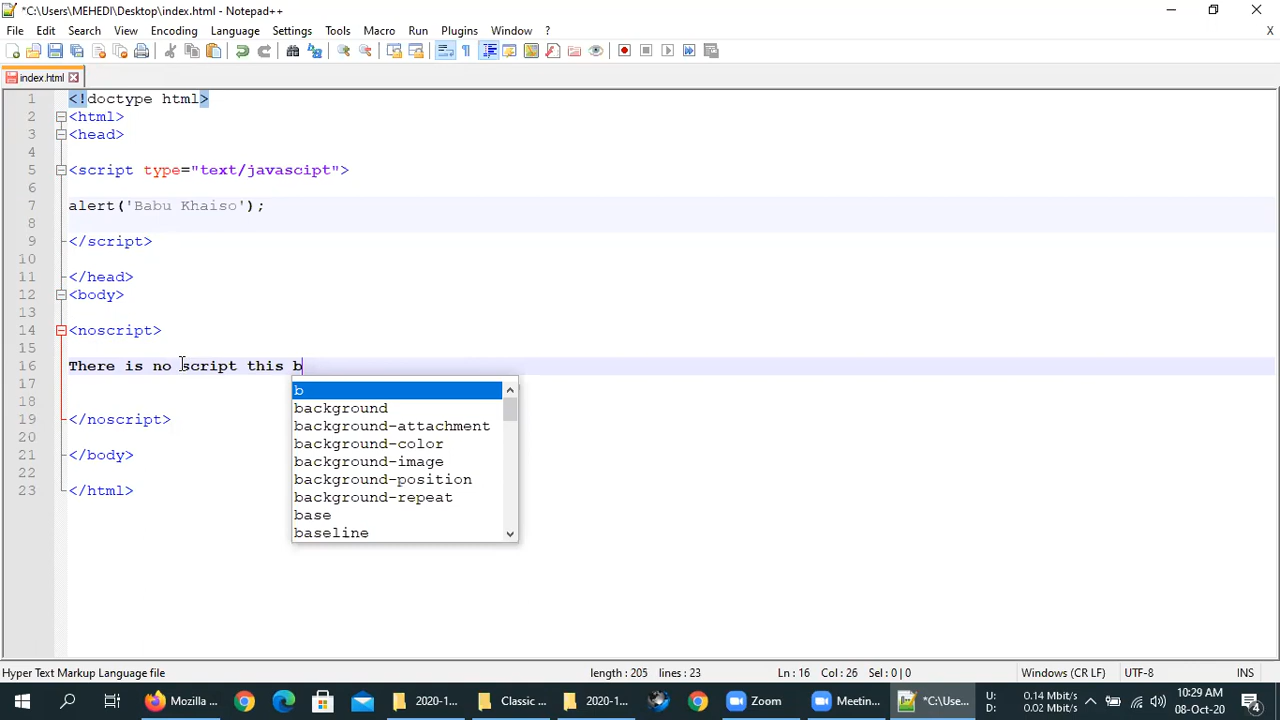 *C:\Users\MEHEDI\Desktop\index.html - Notepad++
File Edit Search View Encoding Language Settings Tools Macro Run Plugins Window ? X
index.html
1 <!doctype html>
2 <html>
3 <head>
4
5 <script type="text/javascipt">
6
7 alert('Babu Khaiso');
8
9 </script>
10
11 </head>
12 <body>
13
14 <noscript>
15
16 There is no script this b
17
18
19 </noscript>
20
21 </body>
22
23 </html>
b
background
background-attachment
background-color
background-image
background-position
background-repeat
base
baseline
Hyper Text Markup Language file length : 205 lines : 23 Ln : 16 Col : 26 Sel : 0 | 0 Windows (CR LF) UTF-8 INS
Mozilla ... 2020-1... Classic ... 2020-1... Zoom Meetin... *C:\Use...
U: 0.14 Mbit/s
D: 0.02 Mbit/s
10:29 AM
08-Oct-20
4